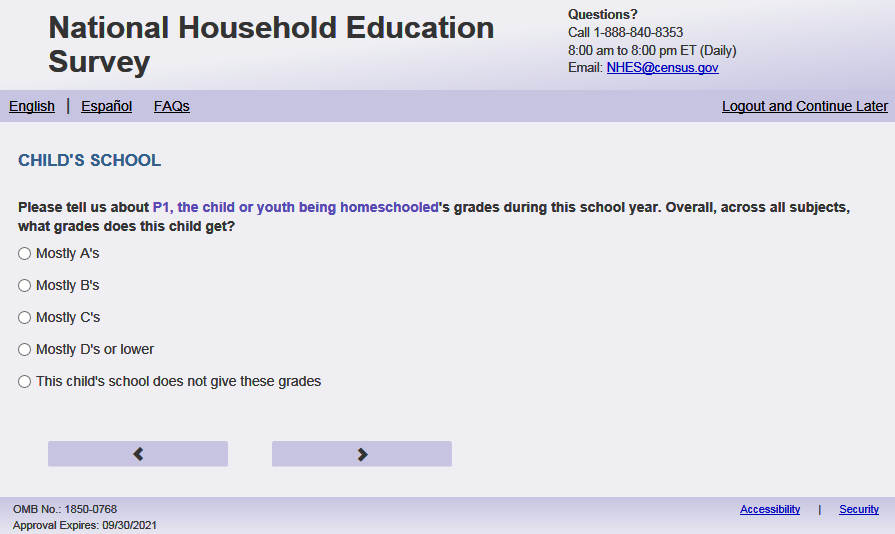 National Household Education
Survey
Questions?
Call 1-888-840-8353
8:00 am to 8:00 pm ET (Daily)
Email: NHES@census.gov
English | Español FAQs Logout and Continue Later
CHILD'S SCHOOL
Please tell us about P1, the child or youth being homeschooled's grades during this school year. Overall, across all subjects,
what grades does this child get?
Mostly A's
Mostly B's
Mostly C's
Mostly D's or lower
This child's school does not give these grades
OMB No.: 1850-0768
Approval Expires: 09/30/2021
Accessibility | Security